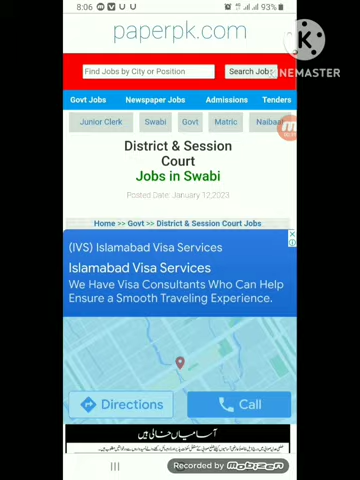 8:06
93%
paperpk.com
KINEMASTER
Find Jobs by City or Position
Search Jobs
Govt Jobs Newspaper Jobs Admissions Tenders
Junior Clerk Swabi Govt Matric Naibaa
District & Session
Court
Jobs in Swabi
Posted Date: January 12,2023
Home >> Govt >> District & Session Court Jobs
(IVS) Islamabad Visa Services
Islamabad Visa Services
We Have Visa Consultants Who Can Help
Ensure a Smooth Traveling Experience.
Directions
Call
آسامیاں خالی ہیں
Recorded by mobizen